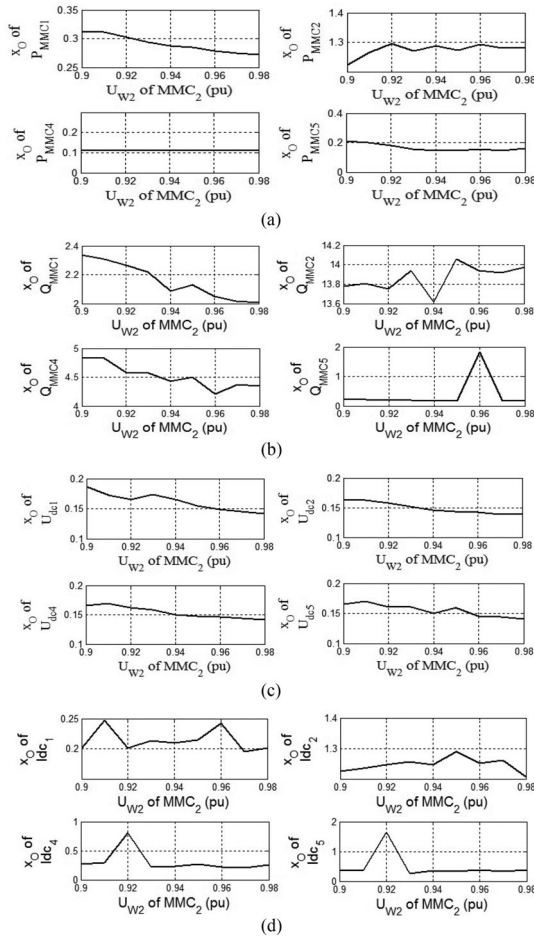 x_O of P_MMC1
0.35
0.3
0.25
0.9 0.92 0.94 0.96 0.98
U_W2 of MMC_2 (pu)
x_O of P_MMC2
1.4
1.3
0.9 0.92 0.94 0.96 0.98
U_W2 of MMC_2 (pu)
x_O of P_MMC4
0.2
0.1
0
0.9 0.92 0.94 0.96 0.98
U_W2 of MMC_2 (pu)
x_O of P_MMC5
0.4
0.2
0
0.9 0.92 0.94 0.96 0.98
U_W2 of MMC_2 (pu)
(a)
x_O of Q_MMC1
2.4
2.2
2
0.9 0.92 0.94 0.96 0.98
U_W2 of MMC_2 (pu)
x_O of Q_MMC2
14.2
14
13.8
13.6
0.9 0.92 0.94 0.96 0.98
U_W2 of MMC_2 (pu)
x_O of Q_MMC4
5
4.5
4
0.9 0.92 0.94 0.96 0.98
U_W2 of MMC_2 (pu)
x_O of Q_MMC5
2
1
0
0.9 0.92 0.94 0.96 0.98
U_W2 of MMC_2 (pu)
(b)
x_O of U_dc1
0.2
0.15
0.1
0.9 0.92 0.94 0.96 0.98
U_W2 of MMC_2 (pu)
x_O of U_dc2
0.2
0.15
0.1
0.9 0.92 0.94 0.96 0.98
U_W2 of MMC_2 (pu)
x_O of U_dc4
0.2
0.15
0.1
0.9 0.92 0.94 0.96 0.98
U_W2 of MMC_2 (pu)
x_O of U_dc5
0.2
0.15
0.1
0.9 0.92 0.94 0.96 0.98
U_W2 of MMC_2 (pu)
(c)
x_O of Idc_1
0.25
0.2
0.9 0.92 0.94 0.96 0.98
U_W2 of MMC_2 (pu)
x_O of Idc_2
1.4
1.3
0.9 0.92 0.94 0.96 0.98
U_W2 of MMC_2 (pu)
x_O of Idc_4
1
0.5
0
0.9 0.92 0.94 0.96 0.98
U_W2 of MMC_2 (pu)
x_O of Idc_5
2
1
0
0.9 0.92 0.94 0.96 0.98
U_W2 of MMC_2 (pu)
(d)